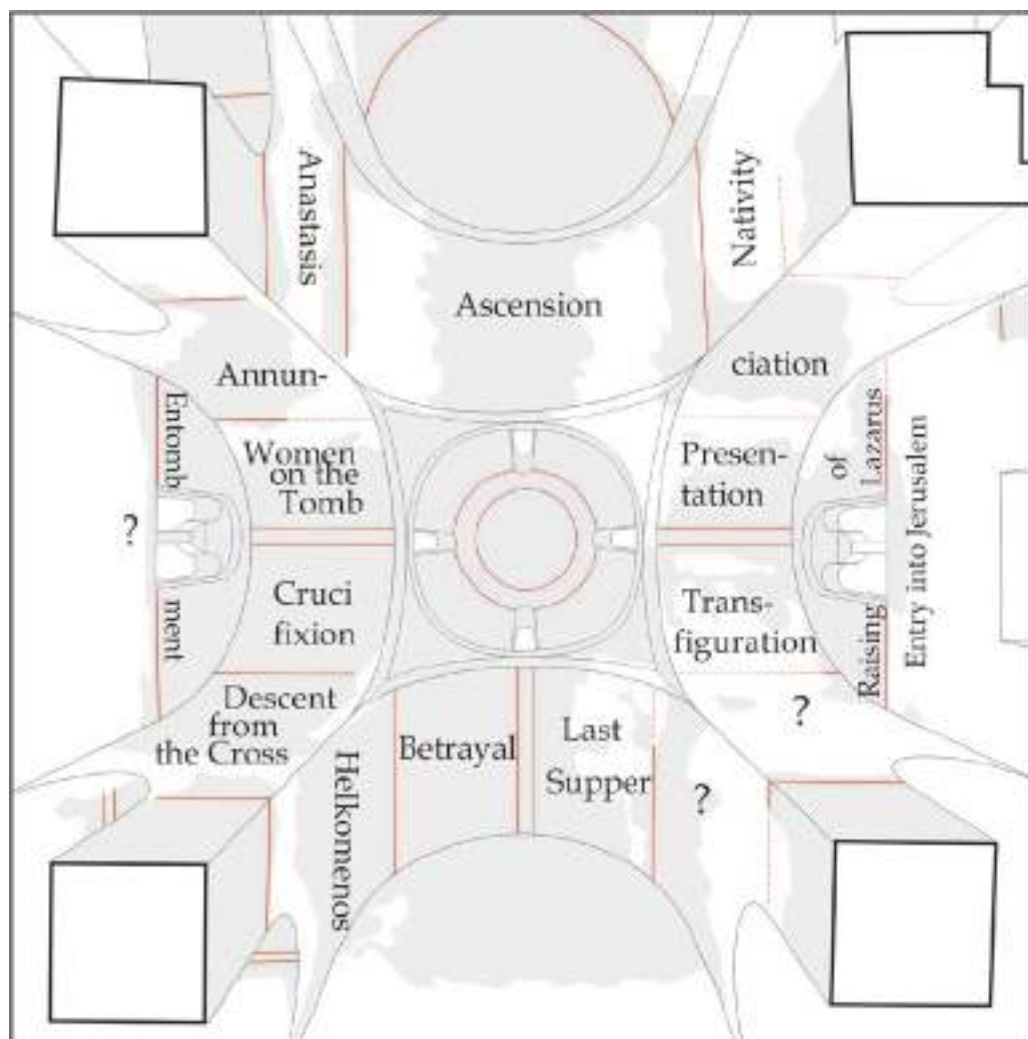 Anastasis
Nativity
Ascension
Annun-
ciation
Entomb
ment
Women
on the
Tomb
Presen-
tation
of
Lazarus
Raising
Entry into Jerusalem
?
Cruci
fixion
Trans-
figuration
Descent
from
the Cross
Helkomenos
Betrayal
Last
Supper
?
?